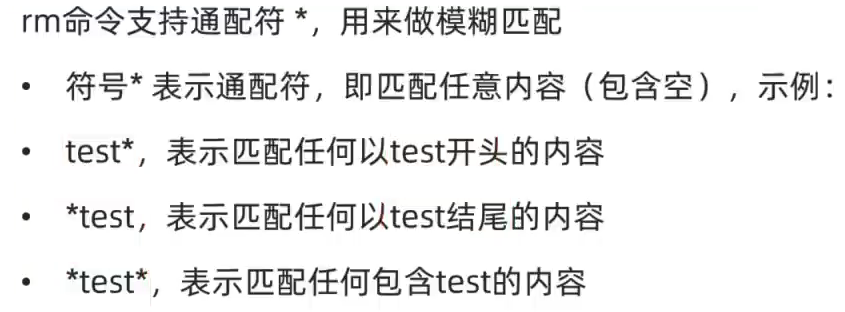 rm命令支持通配符 *，用来做模糊匹配
• 符号* 表示通配符，即匹配任意内容（包含空），示例：
• test*，表示匹配任何以test开头的内容
• *test，表示匹配任何以test结尾的内容
• *test*，表示匹配任何包含test的内容